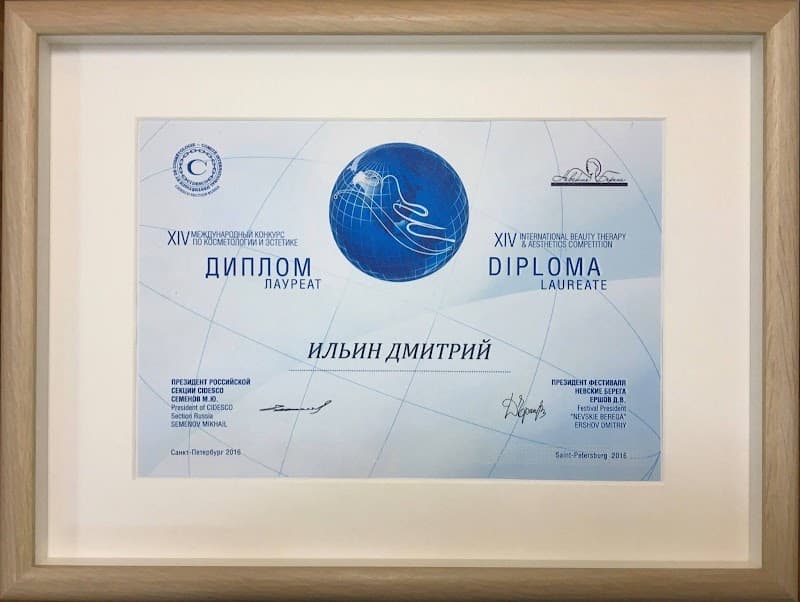 C
Невские Берега
XIV МЕЖДУНАРОДНЫЙ КОНКУРС
ПО КОСМЕТОЛОГИИ И ЭСТЕТИКЕ
ДИПЛОМ
ЛАУРЕАТ
XIV INTERNATIONAL BEAUTY THERAPY
& AESTHETICS COMPETITION
DIPLOMA
LAUREATE
ИЛЬИН ДМИТРИЙ
ПРЕЗИДЕНТ РОССИЙСКОЙ
СЕКЦИИ CIDESCO
СЕМЕНОВ М.Ю.
President of CIDESCO
Section Russia
SEMENOV MIKHAIL
ПРЕЗИДЕНТ ФЕСТИВАЛЯ
НЕВСКИЕ БЕРЕГА
ЕРШОВ Д.В.
Festival President
"NEVSKIE BEREGA"
ERSHOV DMITRIY
Санкт-Петербург 2016
Saint-Petersburg 2016